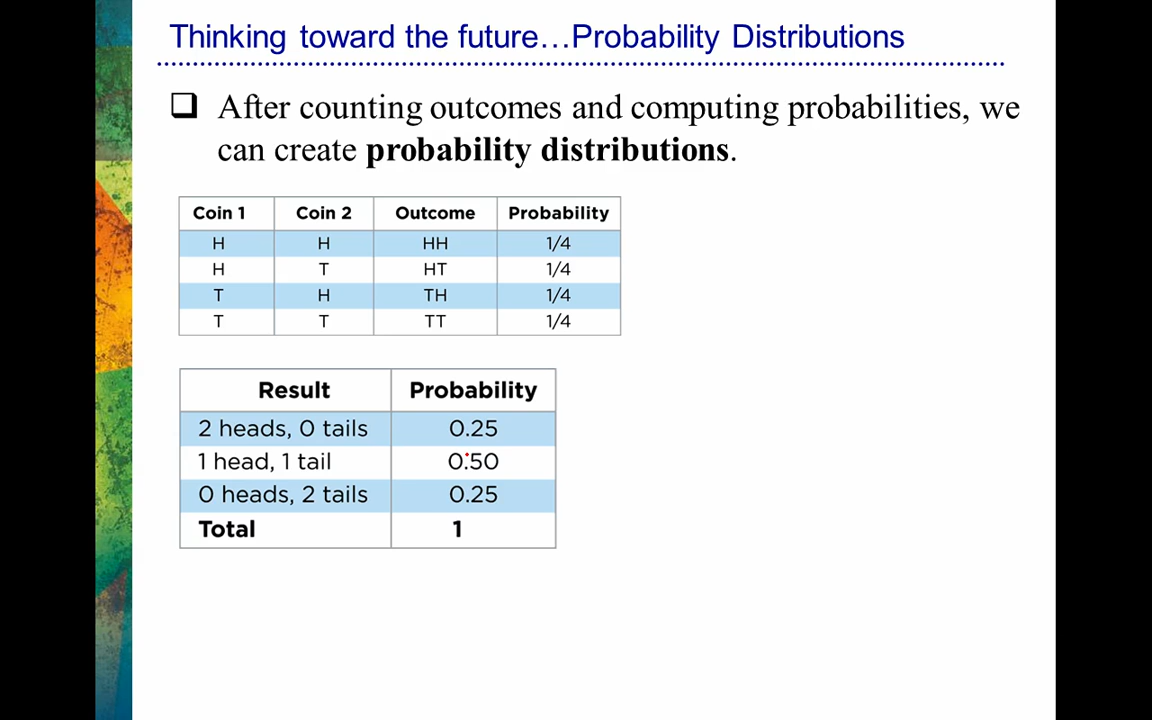 Thinking toward the future…Probability Distributions
After counting outcomes and computing probabilities, we
can create probability distributions.
Coin 1 Coin 2 Outcome Probability
H H HH 1/4
H T HT 1/4
T H TH 1/4
T T TT 1/4
Result Probability
2 heads, 0 tails 0.25
1 head, 1 tail 0.50
0 heads, 2 tails 0.25
Total 1